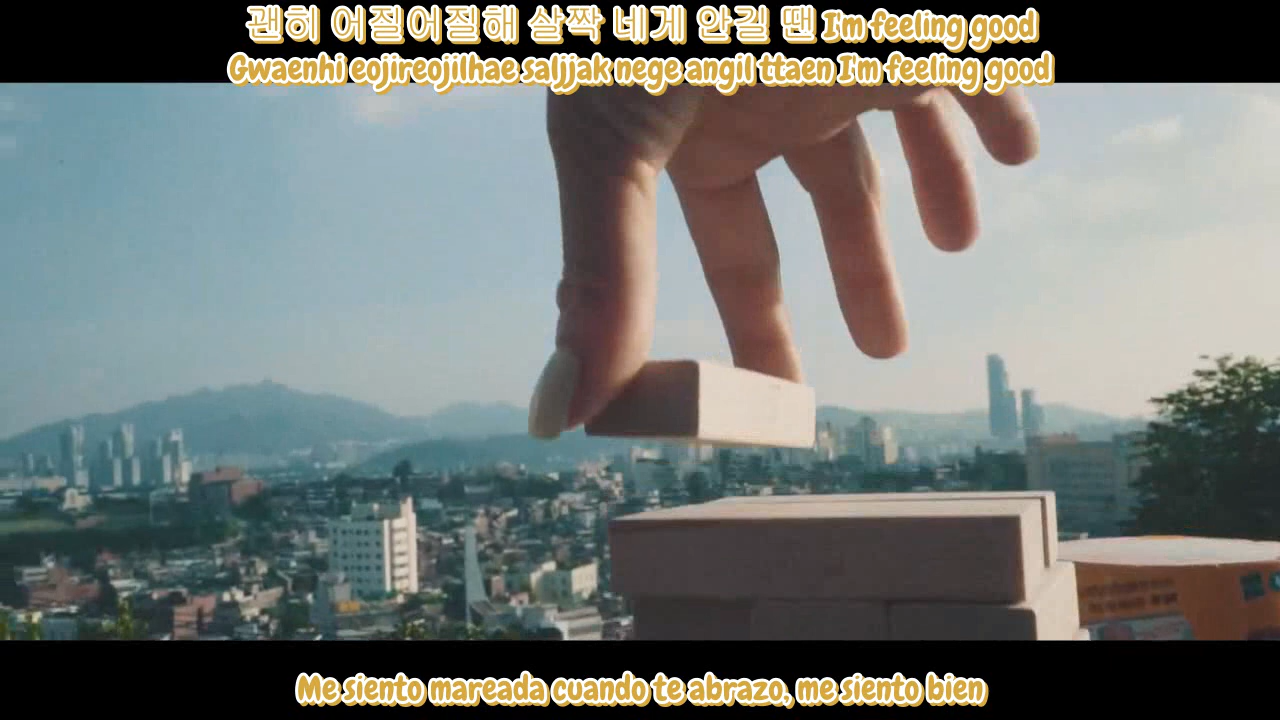 괜히 어질어질해 살짝 네게 안길 땐 I'm feeling good
Gwaenhi eojireojilhae saljjak nege angil ttaen I'm feeling good
Me siento mareada cuando te abrazo, me siento bien